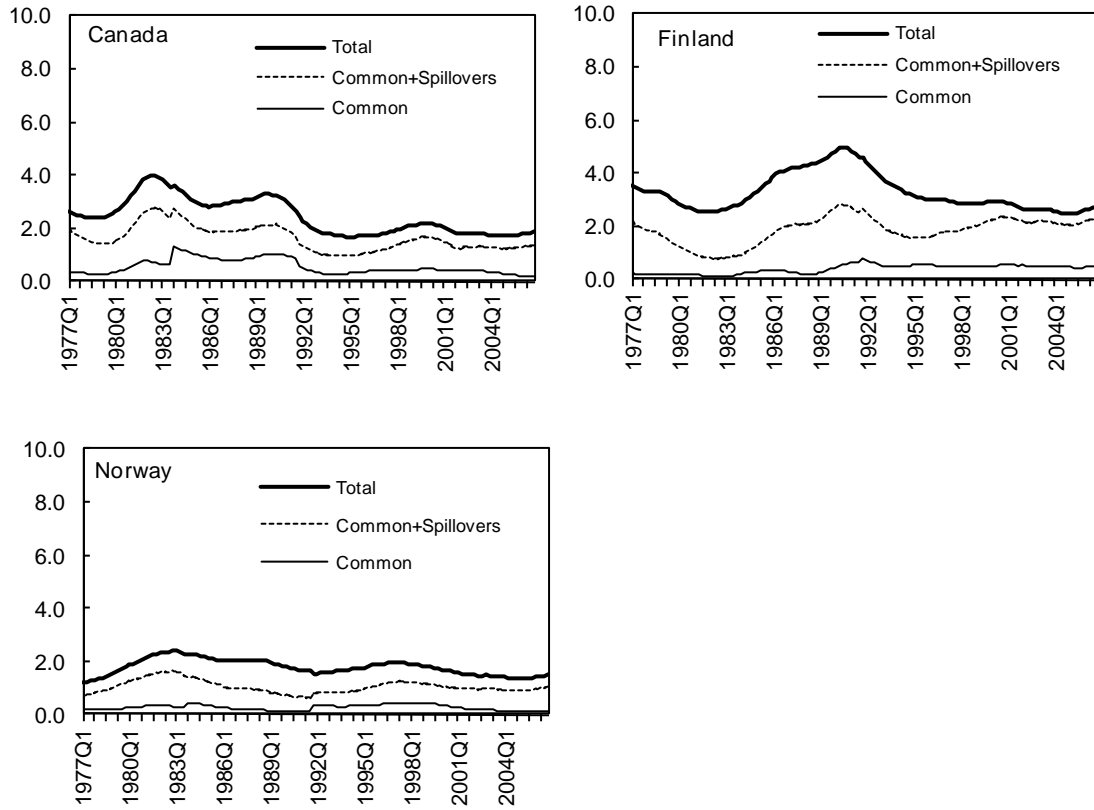 Canada
Total
Common+Spillovers
Common
10.0
8.0
6.0
4.0
2.0
0.0
1977Q1
1980Q1
1983Q1
1986Q1
1989Q1
1992Q1
1995Q1
1998Q1
2001Q1
2004Q1
Finland
Total
Common+Spillovers
Common
10.0
8.0
6.0
4.0
2.0
0.0
1977Q1
1980Q1
1983Q1
1986Q1
1989Q1
1992Q1
1995Q1
1998Q1
2001Q1
2004Q1
Norway
Total
Common+Spillovers
Common
10.0
8.0
6.0
4.0
2.0
0.0
1977Q1
1980Q1
1983Q1
1986Q1
1989Q1
1992Q1
1995Q1
1998Q1
2001Q1
2004Q1